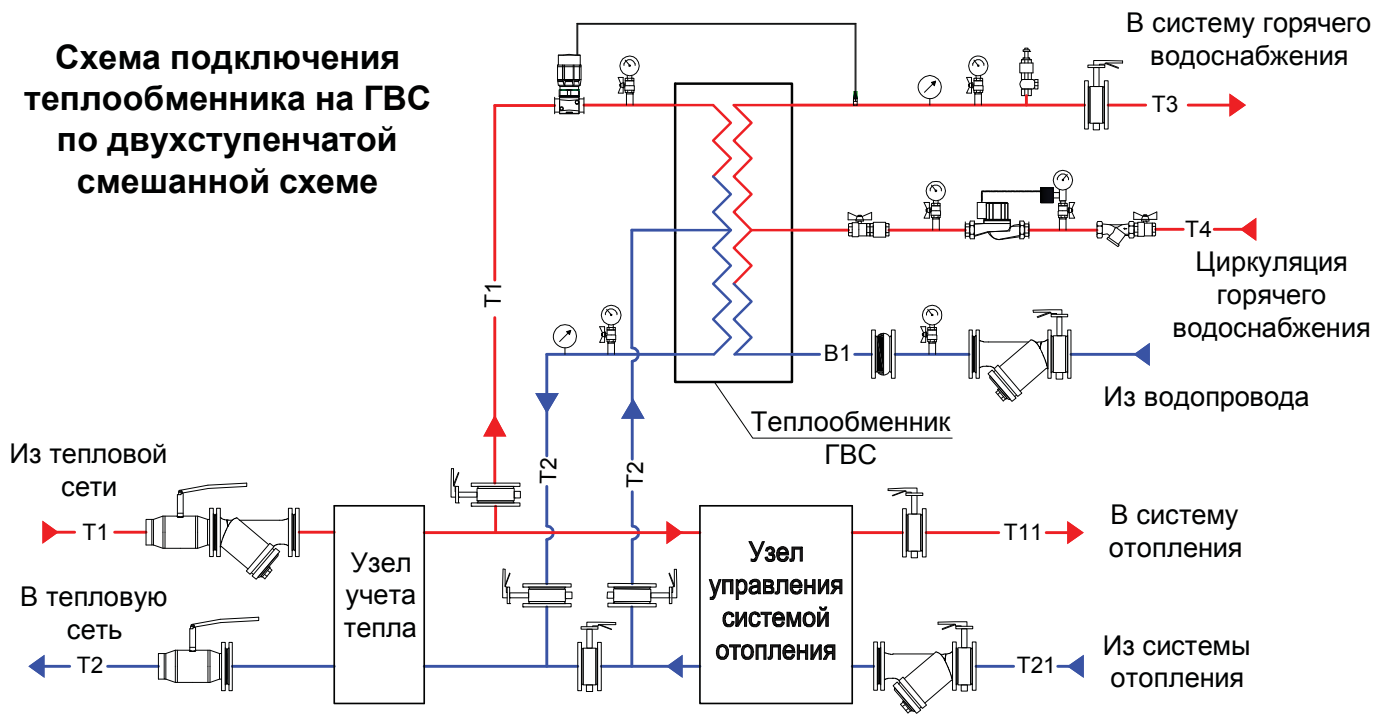 Схема подключения
теплообменника на ГВС
по двухступенчатой
смешанной схеме
В систему горячего
водоснабжения
Т3
Т4
Циркуляция
горячего
водоснабжения
Т1
В1
Из водопровода
Теплообменник
ГВС
Т2
Т2
Из тепловой
сети
Т1
Узел
учета
тепла
Узел
управления
системой
отопления
Т11
В систему
отопления
В тепловую
сеть
Т2
Т21
Из системы
отопления